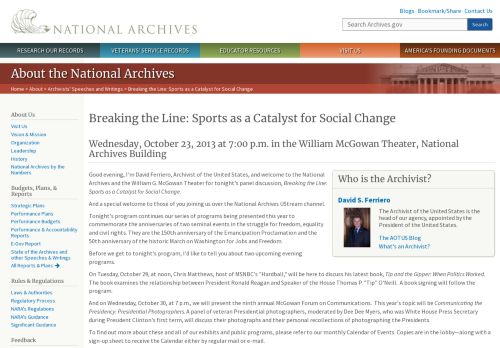 NATIONAL ARCHIVES
Blogs · Bookmark/Share · Contact Us
Search Archives.gov
Search
RESEARCH OUR RECORDS
VETERANS' SERVICE RECORDS
EDUCATOR RESOURCES
VISIT US
AMERICA'S FOUNDING DOCUMENTS
About the National Archives
Home > About > Archivists' Speeches and Writings > Breaking the Line: Sports as a Catalyst for Social Change
About Us
Visit Us
Vision & Mission
Organization
Leadership
History
National Archives by the
Numbers
Budgets, Plans, &
Reports
Strategic Plans
Performance Plans
Performance Budgets
Performance & Accountability
Reports
E-Gov Report
State of the Archives and
other Speeches & Writings
All Reports & Plans
Rules & Regulations
Laws & Authorities
Regulatory Process
NARA's Regulations
NARA's Guidance
Significant Guidance
Feedback
Breaking the Line: Sports as a Catalyst for Social Change
Wednesday, October 23, 2013 at 7:00 p.m. in the William McGowan Theater, National
Archives Building
Good evening, I'm David Ferriero, Archivist of the United States, and welcome to the National
Archives and the William G. McGowan Theater for tonight's panel discussion, Breaking the Line:
Sports as a Catalyst for Social Change.
And a special welcome to those of you joining us over the National Archives UStream channel.
Tonight's program continues our series of programs being presented this year to
commemorate the anniversaries of two seminal events in the struggle for freedom, equality
and civil rights. They are the 150th anniversary of the Emancipation Proclamation and the
50th anniversary of the historic March on Washington for Jobs and Freedom.
Before we get to tonight's program, I'd like to tell you about two upcoming
programs.
On Tuesday, October 29, at noon, Chris Matthews, host of MSNBC's "Hardball," will be here to discuss his latest book, Tip and the Gipper: When Politics Worked.
The book examines the relationship between President Ronald Reagan and Speaker of the House Thomas P. "Tip" O'Neill. A book signing will follow the
program.
And on Wednesday, October 30, at 7 p.m., we will present the ninth annual McGowan Forum on Communications. This year's topic will be Communicating the
Presidency: Presidential Photographers. A panel of veteran Presidential photographers, moderated by Dee Dee Myers, who was White House Press Secretary
during President Clinton's first term, will discuss their photographs and their personal recollections of photographing the Presidents.
To find out more about these and all of our exhibits and public programs, please refer to our monthly Calendar of Events. Copies are in the lobby—along with a
sign-up sheet to receive the Calendar either by regular mail or e-mail.
Who is the Archivist?
David S. Ferriero
The Archivist of the United States is the
head of our agency, appointed by the
President of the United States.
The AOTUS Blog
What's an Archivist?